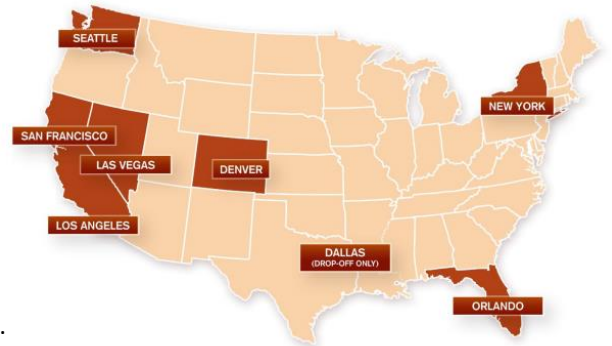 SEATTLE
NEW YORK
SAN FRANCISCO
LAS VEGAS
DENVER
LOS ANGELES
DALLAS
(DROP-OFF ONLY)
ORLANDO
.